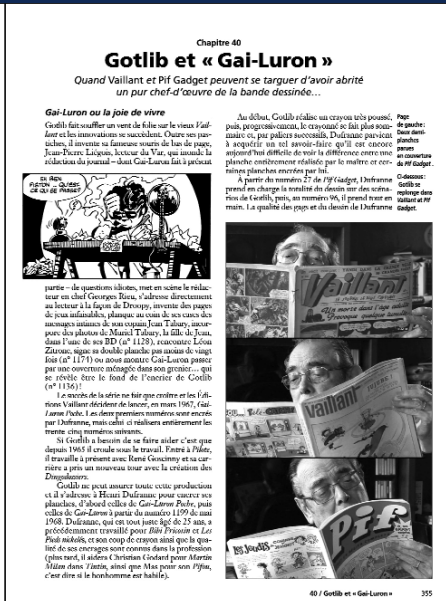 Chapitre 40
Gotlib et « Gai-Luron »
Quand Vaillant et Pif Gadget peuvent se targuer d'avoir abrité
un pur chef-d'œuvre de la bande dessinée…
Gai-Luron ou la joie de vivre
Gotlib fait souffler un vent de folie sur le vieux Vail-
lant et les innovations se succèdent. Outre ses pas-
tiches, il invente sa fameuse souris de bas de page,
Jean-Pierre Liégeois, lecteur du Var, qui inonde la
rédaction du journal – dont Gai-Luron fait à présent
EH BEN
PISTON
partie – de questions idiotes, met en scène le rédac-
teur en chef Georges Rieu, s'adresse directement
au lecteur à la façon de Droopy, invente des pages
de jeux infaisables, planque au coin de ses cases des
messages intimes de son copain Jean Tabary, incor-
pore des photos de Muriel Tabary, la fille de Jean,
dans l'une de ses BD (n° 1128), rencontre Léon
Zitrone, signe sa double planche pas moins de vingt
fois (n° 1174) ou nous montre Gai-Luron passer
par une ouverture ménagée dans son grenier… qui
se révèle être le fond de l'encrier de Gotlib
(n° 1136) !
Le succès de la série ne fait que croître et les Édi-
tions Vaillant décident de lancer, en mars 1967, Gai-
Luron Poche. Les deux premiers numéros sont encrés
par Dufranne, mais celui ci réalisera entièrement les
trente-cinq numéros suivants.
Si Gotlib a besoin de se faire aider c'est que
depuis 1965 il croule sous le travail. Entré à Pilote,
il travaille à présent avec René Goscinny et sa car-
rière a pris un nouveau tour avec la création des
Dingodossiers.
Gotlib ne peut assurer toute cette production
et il s'adresse à Henri Dufranne pour encrer ses
planches, d'abord celles de Gai-Luron Poche, puis
celles de Gai-Luron à partir du numéro 1199 de mai
1968. Dufranne, qui est tout juste âgé de 25 ans, a
précédemment travaillé pour Bibi Fricotin et Les
Pieds nickelés, et son coup de crayon ainsi que la qua-
lité de ses encrages sont connus dans la profession
(plus tard, il aidera Christian Godard pour Martin
Milan dans Tintin, ainsi que Mas pour son Pifou,
c'est dire si le bonhomme est habile).
Au début, Gotlib réalise un crayon très poussé,
puis, progressivement, le crayonné se fait plus som-
maire et, par paliers successifs, Dufranne parvient
à acquérir un tel savoir-faire qu'il est encore
aujourd'hui difficile de voir la différence entre une
planche entièrement réalisée par le maître et cer-
taines planches encrées par lui.
À partir du numéro 27 de Pif Gadget, Dufranne
prend en charge la totalité du dessin sur des scéna-
rios de Gotlib, puis, au numéro 96, il prend tout en
main. La qualité des gags et du dessin de Dufranne
Page
de gauche :
Deux demi-
planches
parues
en couverture
de Pif Gadget.
Ci-dessous :
Gotlib se
replonge dans
Vaillant et Pif
Gadget.
Vaillant
Vaillant
Pif
Les Jeudis
40 / Gotlib et « Gai-Luron »
355